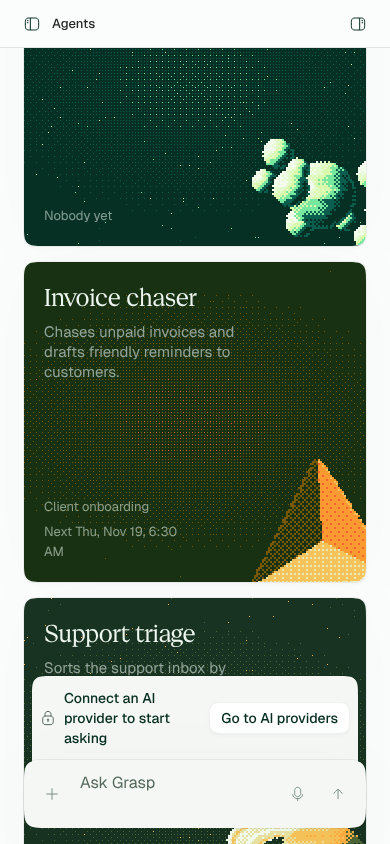 Agents
Nobody yet
Invoice chaser
Chases unpaid invoices and
drafts friendly reminders to
customers.
Client onboarding
Next Thu, Nov 19, 6:30
AM
Support triage
Sorts the support inbox by
Connect an AI
provider to start
asking
Go to AI providers
Ask Grasp